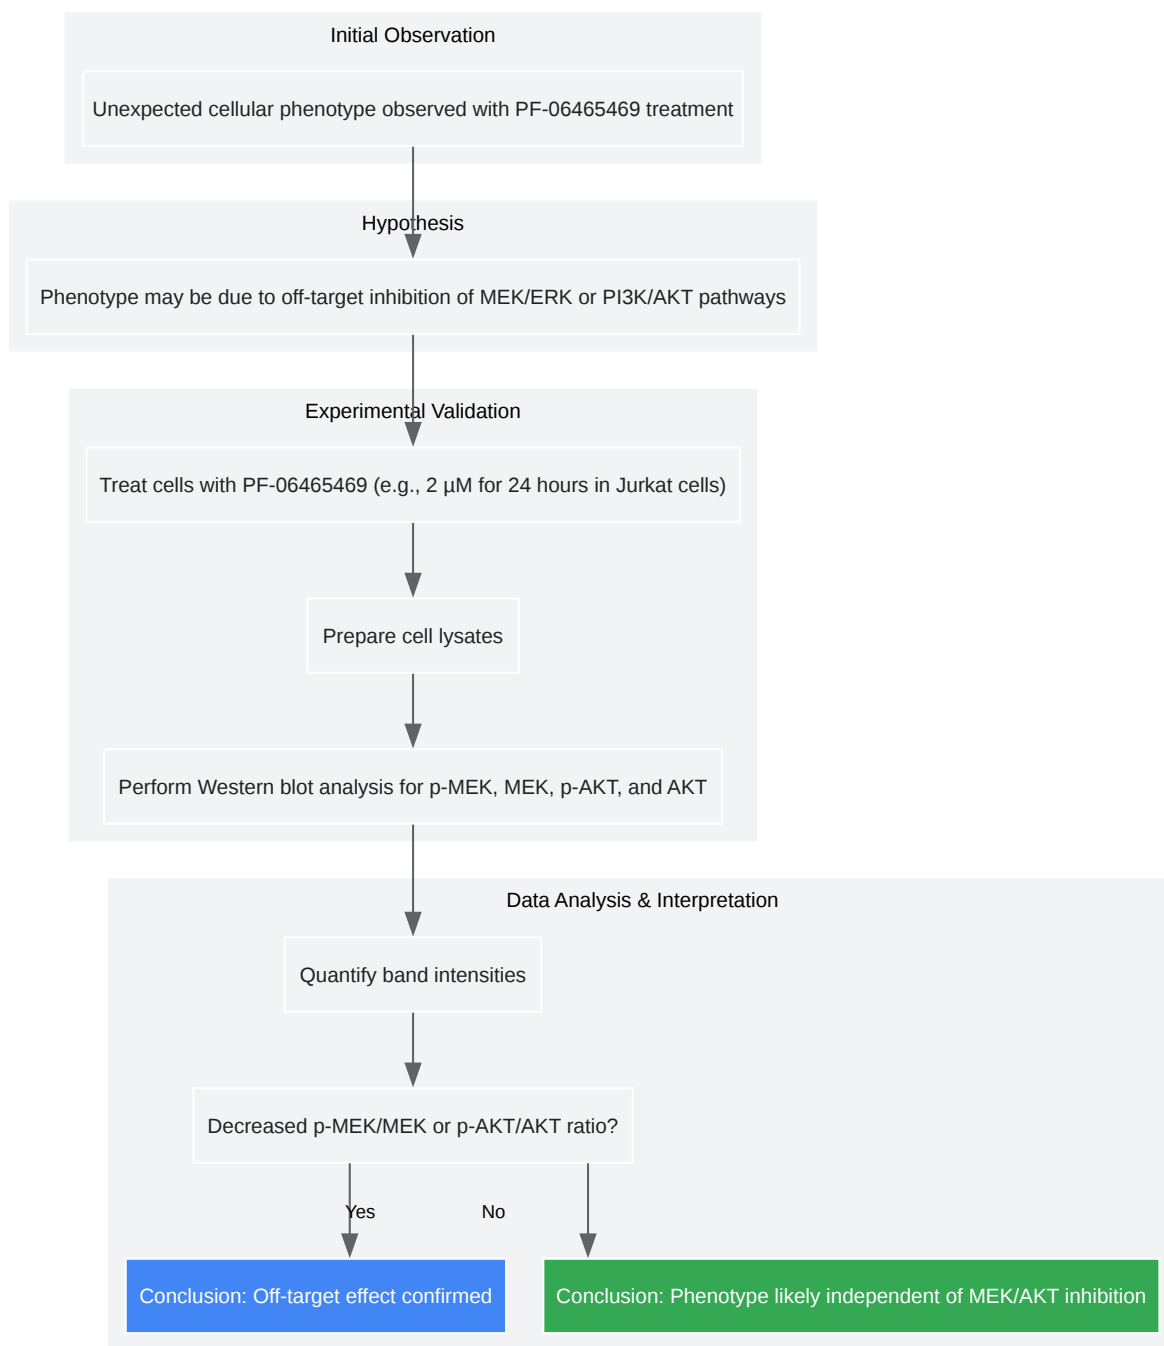 Initial Observation
Unexpected cellular phenotype observed with PF-06465469 treatment
Hypothesis
Phenotype may be due to off-target inhibition of MEK/ERK or PI3K/AKT pathways
Experimental Validation
Treat cells with PF-06465469 (e.g., 2 µM for 24 hours in Jurkat cells)
Prepare cell lysates
Perform Western blot analysis for p-MEK, MEK, p-AKT, and AKT
Data Analysis & Interpretation
Quantify band intensities
Decreased p-MEK/MEK or p-AKT/AKT ratio?
Yes
No
Conclusion: Off-target effect confirmed
Conclusion: Phenotype likely independent of MEK/AKT inhibition